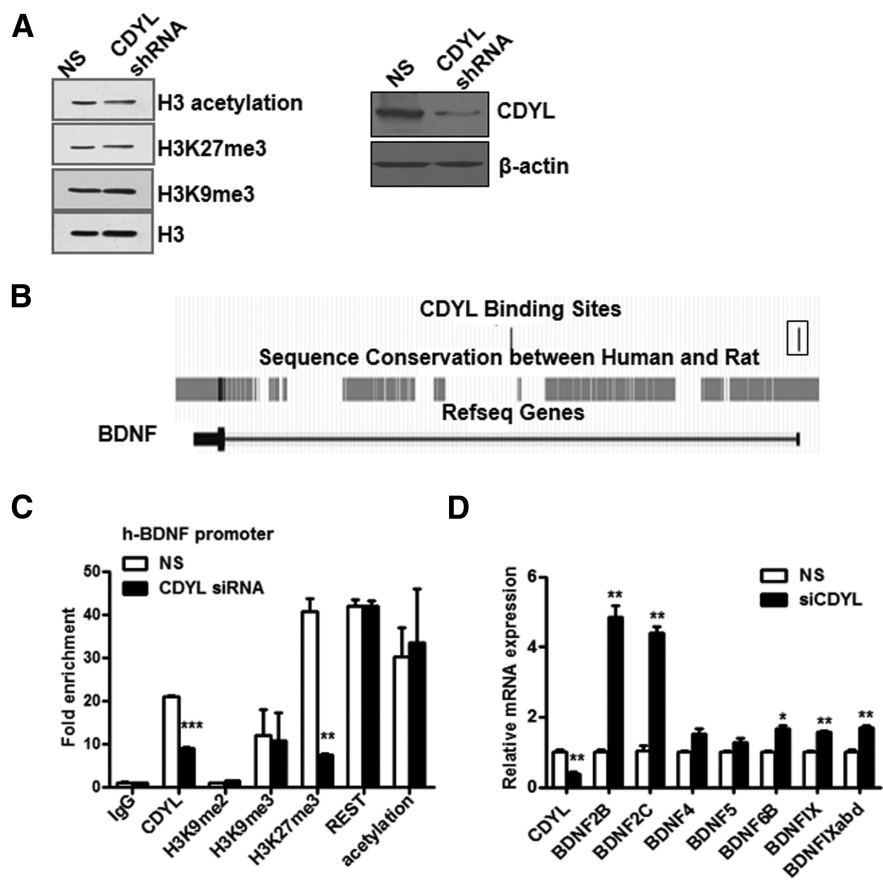 A
NS
CDYL
shRNA
H3 acetylation
H3K27me3
H3K9me3
H3
NS
CDYL
shRNA
CDYL
β-actin
B
CDYL Binding Sites
Sequence Conservation between Human and Rat
Refseq Genes
BDNF
C
h-BDNF promoter
NS
CDYL siRNA
Fold enrichment
50
40
30
20
10
0
IgG
CDYL
H3K9me2
H3K9me3
H3K27me3
REST
acetylation
***
**
D
NS
siCDYL
Relative mRNA expression
6
4
2
0
**
**
**
*
**
**
CDYL
BDNF2B
BDNF2C
BDNF4
BDNF5
BDNF6B
BDNFIX
BDNFIXabd